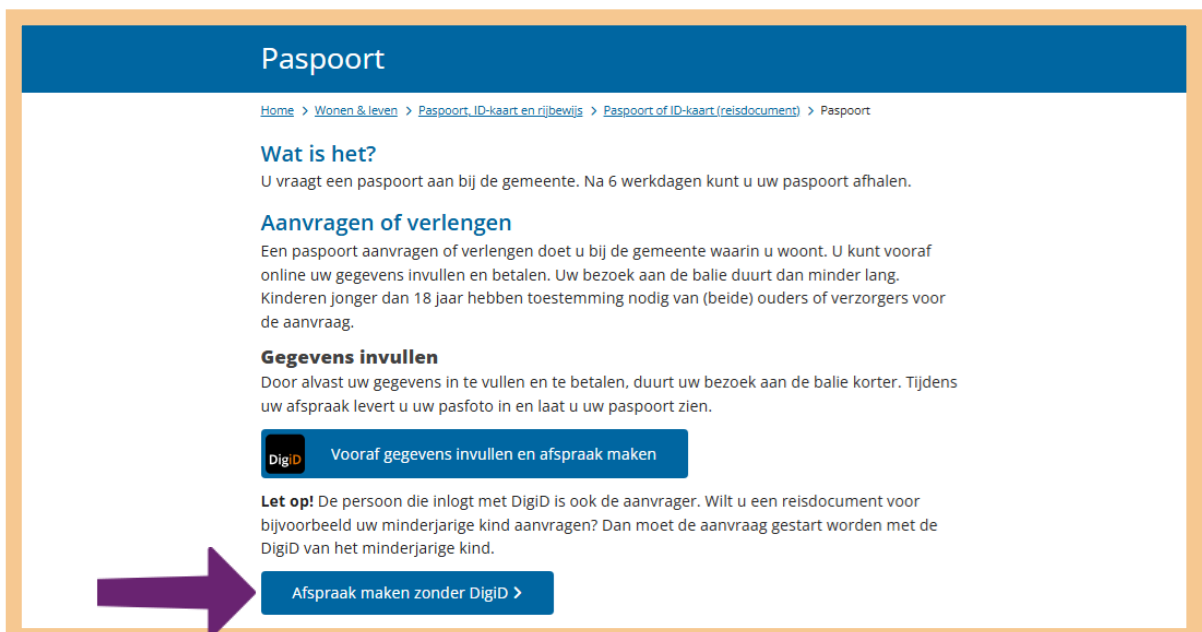 Paspoort
Home > Wonen & leven > Paspoort, ID-kaart en rijbewijs > Paspoort of ID-kaart (reisdocument) > Paspoort
Wat is het?
U vraagt een paspoort aan bij de gemeente. Na 6 werkdagen kunt u uw paspoort afhalen.
Aanvragen of verlengen
Een paspoort aanvragen of verlengen doet u bij de gemeente waarin u woont. U kunt vooraf
online uw gegevens invullen en betalen. Uw bezoek aan de balie duurt dan minder lang.
Kinderen jonger dan 18 jaar hebben toestemming nodig van (beide) ouders of verzorgers voor
de aanvraag.
Gegevens invullen
Door alvast uw gegevens in te vullen en te betalen, duurt uw bezoek aan de balie korter. Tijdens
uw afspraak levert u uw pasfoto in en laat u uw paspoort zien.
DigiD Vooraf gegevens invullen en afspraak maken
Let op! De persoon die inlogt met DigiD is ook de aanvrager. Wilt u een reisdocument voor
bijvoorbeeld uw minderjarige kind aanvragen? Dan moet de aanvraag gestart worden met de
DigiD van het minderjarige kind.
Afspraak maken zonder DigiD >